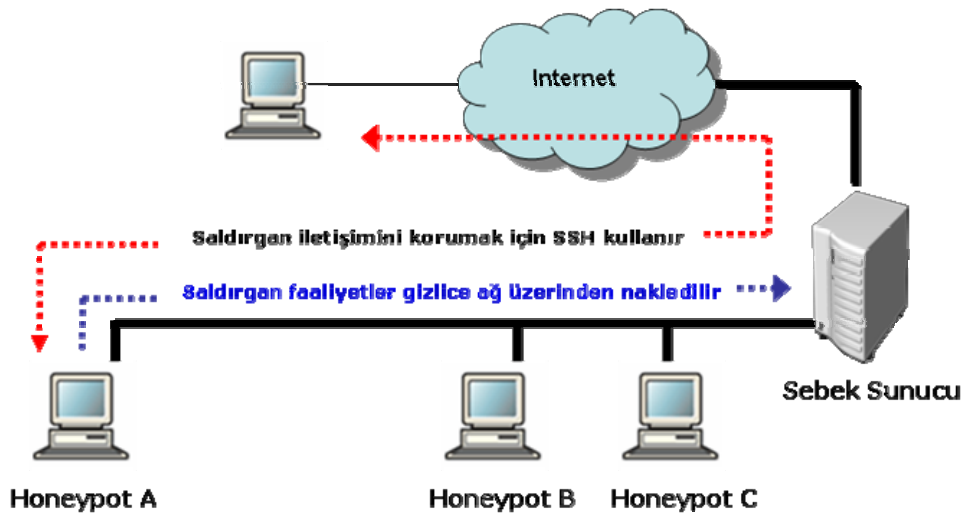 Internet
Saldırgan iletişimini korumak için SSH kullanır
Saldırgan faaliyetler gizlice ağ üzerinden nakledilir
Sebek Sunucu
Honeypot A
Honeypot B
Honeypot C